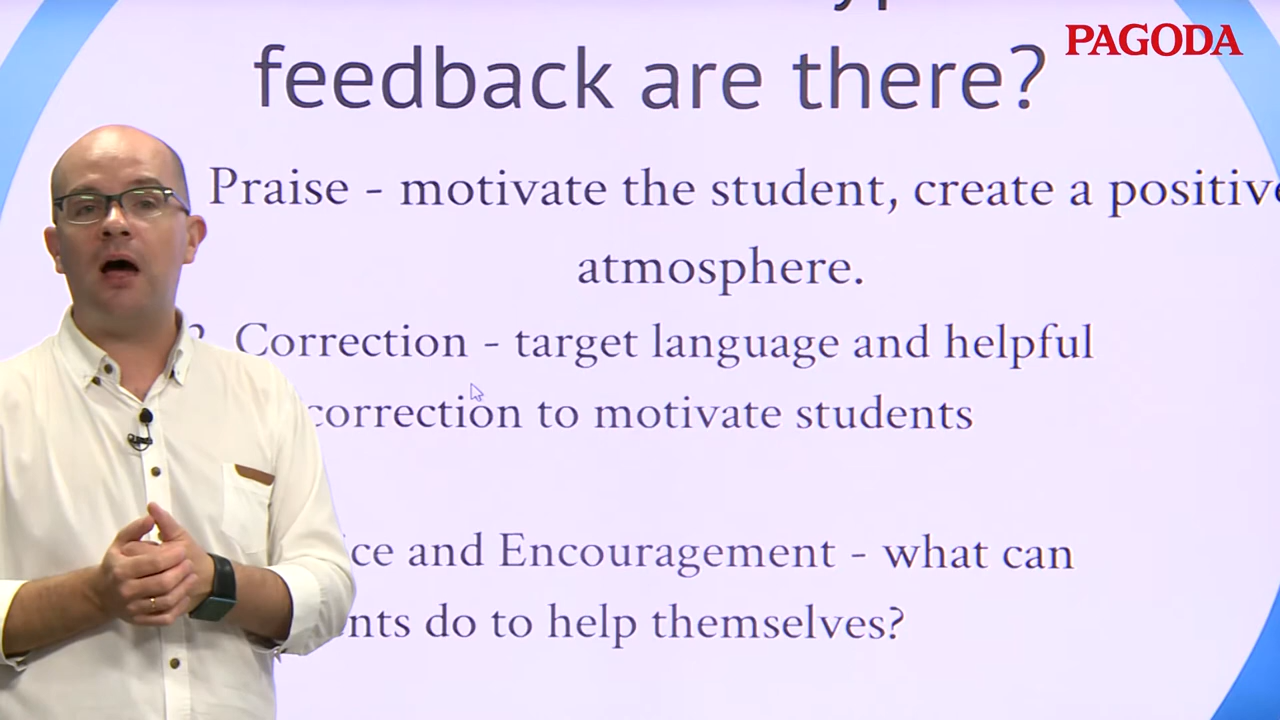 PAGODA
feedback are there?
Praise - motivate the student, create a positive
atmosphere.
Correction - target language and helpful
correction to motivate students
and Encouragement - what can
do to help themselves?